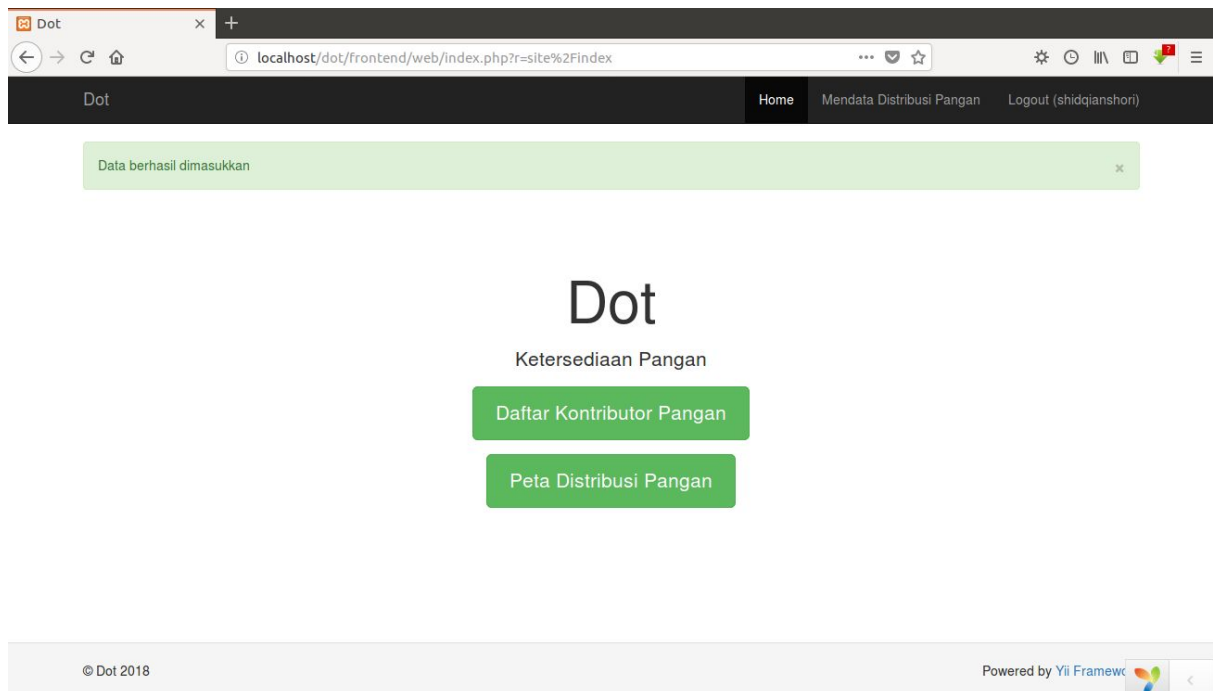 Dot
localhost/dot/frontend/web/index.php?r=site%2Findex
?
Dot
Home
Mendata Distribusi Pangan
Logout (shidqianshori)
Data berhasil dimasukkan
×
Dot
Ketersediaan Pangan
Daftar Kontributor Pangan
Peta Distribusi Pangan
© Dot 2018
Powered by Yii Framewo